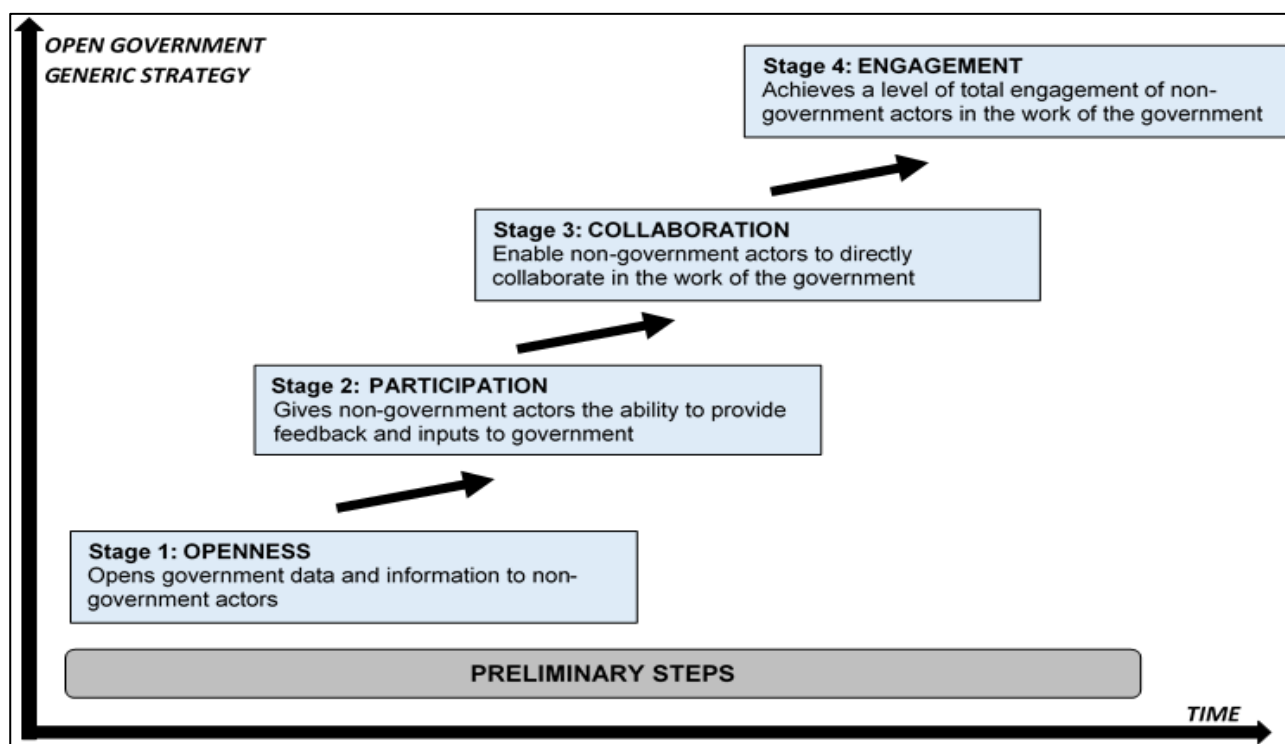 OPEN GOVERNMENT
GENERIC STRATEGY
Stage 4: ENGAGEMENT
Achieves a level of total engagement of non-
government actors in the work of the government
Stage 3: COLLABORATION
Enable non-government actors to directly
collaborate in the work of the government
Stage 2: PARTICIPATION
Gives non-government actors the ability to provide
feedback and inputs to government
Stage 1: OPENNESS
Opens government data and information to non-
government actors
PRELIMINARY STEPS
TIME